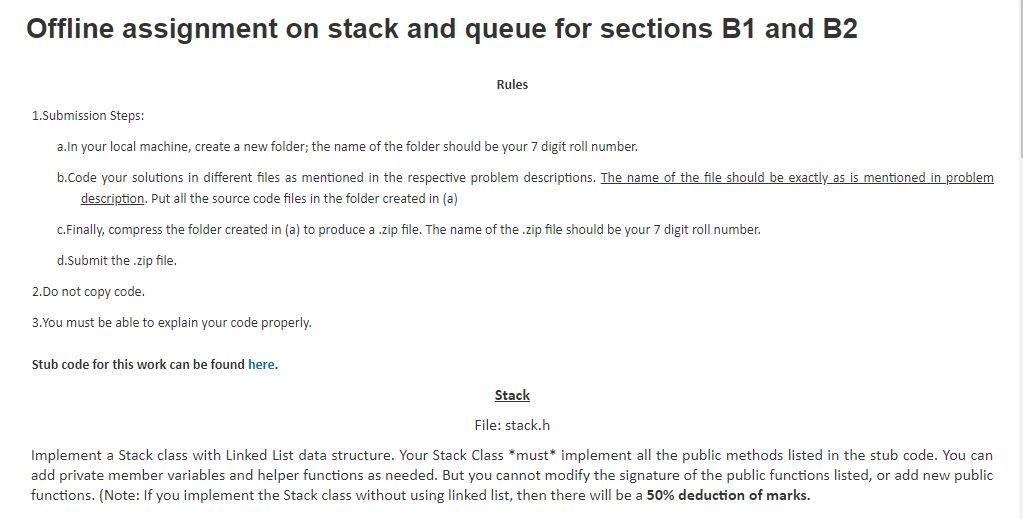 Offline assignment on stack and queue for sections B1 and B2
Rules
1.Submission Steps:
a.In your local machine, create a new folder; the name of the folder should be your 7 digit roll number.
b.Code your solutions in different files as mentioned in the respective problem descriptions. The name of the file should be exactly as is mentioned in problem
description. Put all the source code files in the folder created in (a)
c.Finally, compress the folder created in (a) to produce a .zip file. The name of the .zip file should be your 7 digit roll number.
d.Submit the .zip file.
2.Do not copy code.
3.You must be able to explain your code properly.
Stub code for this work can be found here.
Stack
File: stack.h
Implement a Stack class with Linked List data structure. Your Stack Class *must* implement all the public methods listed in the stub code. You can
add private member variables and helper functions as needed. But you cannot modify the signature of the public functions listed, or add new public
functions. (Note: If you implement the Stack class without using linked list, then there will be a 50% deduction of marks.